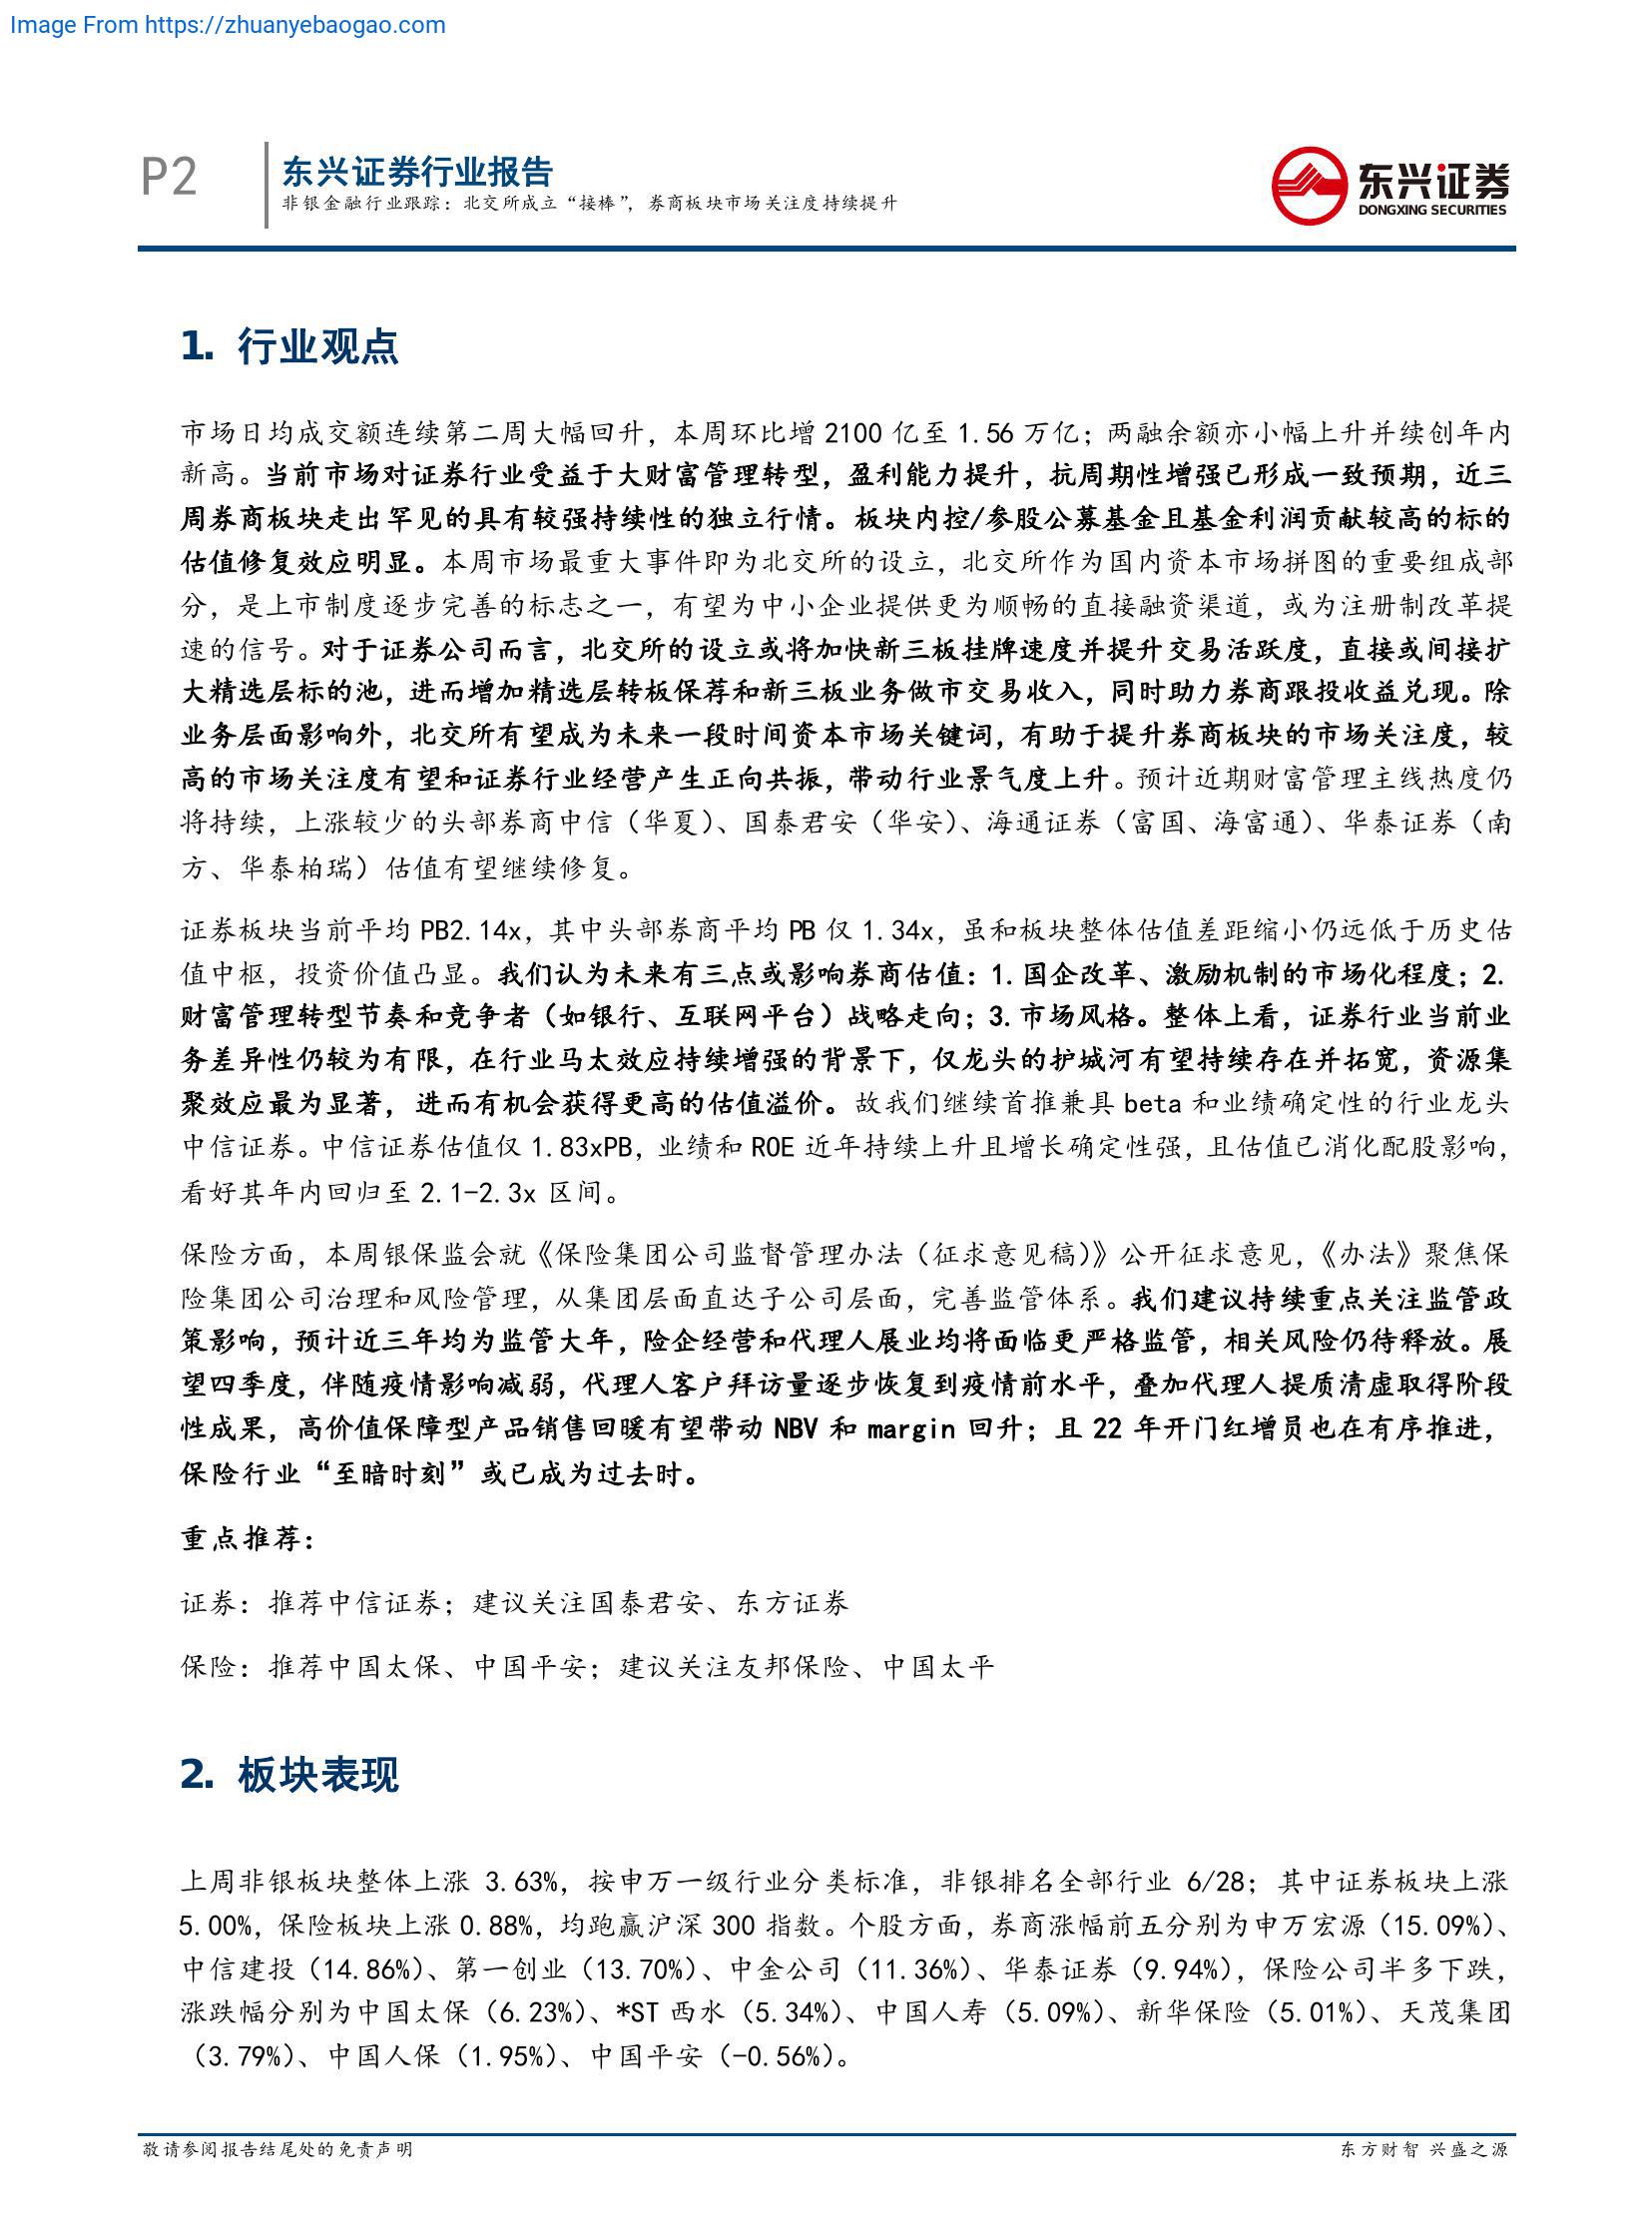 Image From https://zhuanyebaogao.com
P2
东兴证券行业报告
非银金融行业跟踪：北交所成立“接棒”，券商板块市场关注度持续提升
东兴证券
DONGXING SECURITIES
1. 行业观点
市场日均成交额连续第二周大幅回升，本周环比增 2100 亿至 1.56 万亿；两融余额亦小幅上升并续创年内
新高。当前市场对证券行业受益于大财富管理转型，盈利能力提升，抗周期性增强已形成一致预期，近三
周券商板块走出罕见的具有较强持续性的独立行情。板块内控/参股公募基金且基金利润贡献较高的标的
估值修复效应明显。本周市场最重大事件即为北交所的设立，北交所作为国内资本市场拼图的重要组成部
分，是上市制度逐步完善的标志之一，有望为中小企业提供更为顺畅的直接融资渠道，或为注册制改革提
速的信号。对于证券公司而言，北交所的设立或将加快新三板挂牌速度并提升交易活跃度，直接或间接扩
大精选层标的池，进而增加精选层转板保荐和新三板业务做市交易收入，同时助力券商跟投收益兑现。除
业务层面影响外，北交所有望成为未来一段时间资本市场关键词，有助于提升券商板块的市场关注度，较
高的市场关注度有望和证券行业经营产生正向共振，带动行业景气度上升。预计近期财富管理主线热度仍
将持续，上涨较少的头部券商中信（华夏）、国泰君安（华安）、海通证券（富国、海富通）、华泰证券（南
方、华泰柏瑞）估值有望继续修复。
证券板块当前平均 PB2.14x，其中头部券商平均 PB 仅 1.34x，虽和板块整体估值差距缩小仍远低于历史估
值中枢，投资价值凸显。我们认为未来有三点或影响券商估值：1.国企改革、激励机制的市场化程度；2.
财富管理转型节奏和竞争者（如银行、互联网平台）战略走向；3.市场风格。整体上看，证券行业当前业
务差异性仍较为有限，在行业马太效应持续增强的背景下，仅龙头的护城河有望持续存在并拓宽，资源集
聚效应最为显著，进而有机会获得更高的估值溢价。故我们继续首推兼具 beta 和业绩确定性的行业龙头
中信证券。中信证券估值仅 1.83xPB，业绩和 ROE 近年持续上升且增长确定性强，且估值已消化配股影响，
看好其年内回归至 2.1-2.3x 区间。
保险方面，本周银保监会就《保险集团公司监督管理办法（征求意见稿）》公开征求意见，《办法》聚焦保
险集团公司治理和风险管理，从集团层面直达子公司层面，完善监管体系。我们建议持续重点关注监管政
策影响，预计近三年均为监管大年，险企经营和代理人展业均将面临更严格监管，相关风险仍待释放。展
望四季度，伴随疫情影响减弱，代理人客户拜访量逐步恢复到疫情前水平，叠加代理人提质清虚取得阶段
性成果，高价值保障型产品销售回暖有望带动 NBV 和 margin 回升；且 22 年开门红增员也在有序推进，
保险行业“至暗时刻”或已成为过去时。
重点推荐：
证券：推荐中信证券；建议关注国泰君安、东方证券
保险：推荐中国太保、中国平安；建议关注友邦保险、中国太平
2. 板块表现
上周非银板块整体上涨 3.63%，按申万一级行业分类标准，非银排名全部行业 6/28；其中证券板块上涨
5.00%，保险板块上涨 0.88%，均跑赢沪深 300 指数。个股方面，券商涨幅前五分别为申万宏源（15.09%）、
中信建投（14.86%）、第一创业（13.70%）、中金公司（11.36%）、华泰证券（9.94%），保险公司半多下跌，
涨跌幅分别为中国太保（6.23%）、*ST 西水（5.34%）、中国人寿（5.09%）、新华保险（5.01%）、天茂集团
（3.79%）、中国人保（1.95%）、中国平安（-0.56%）。
敬请参阅报告结尾处的免责声明
东方财智 兴盛之源